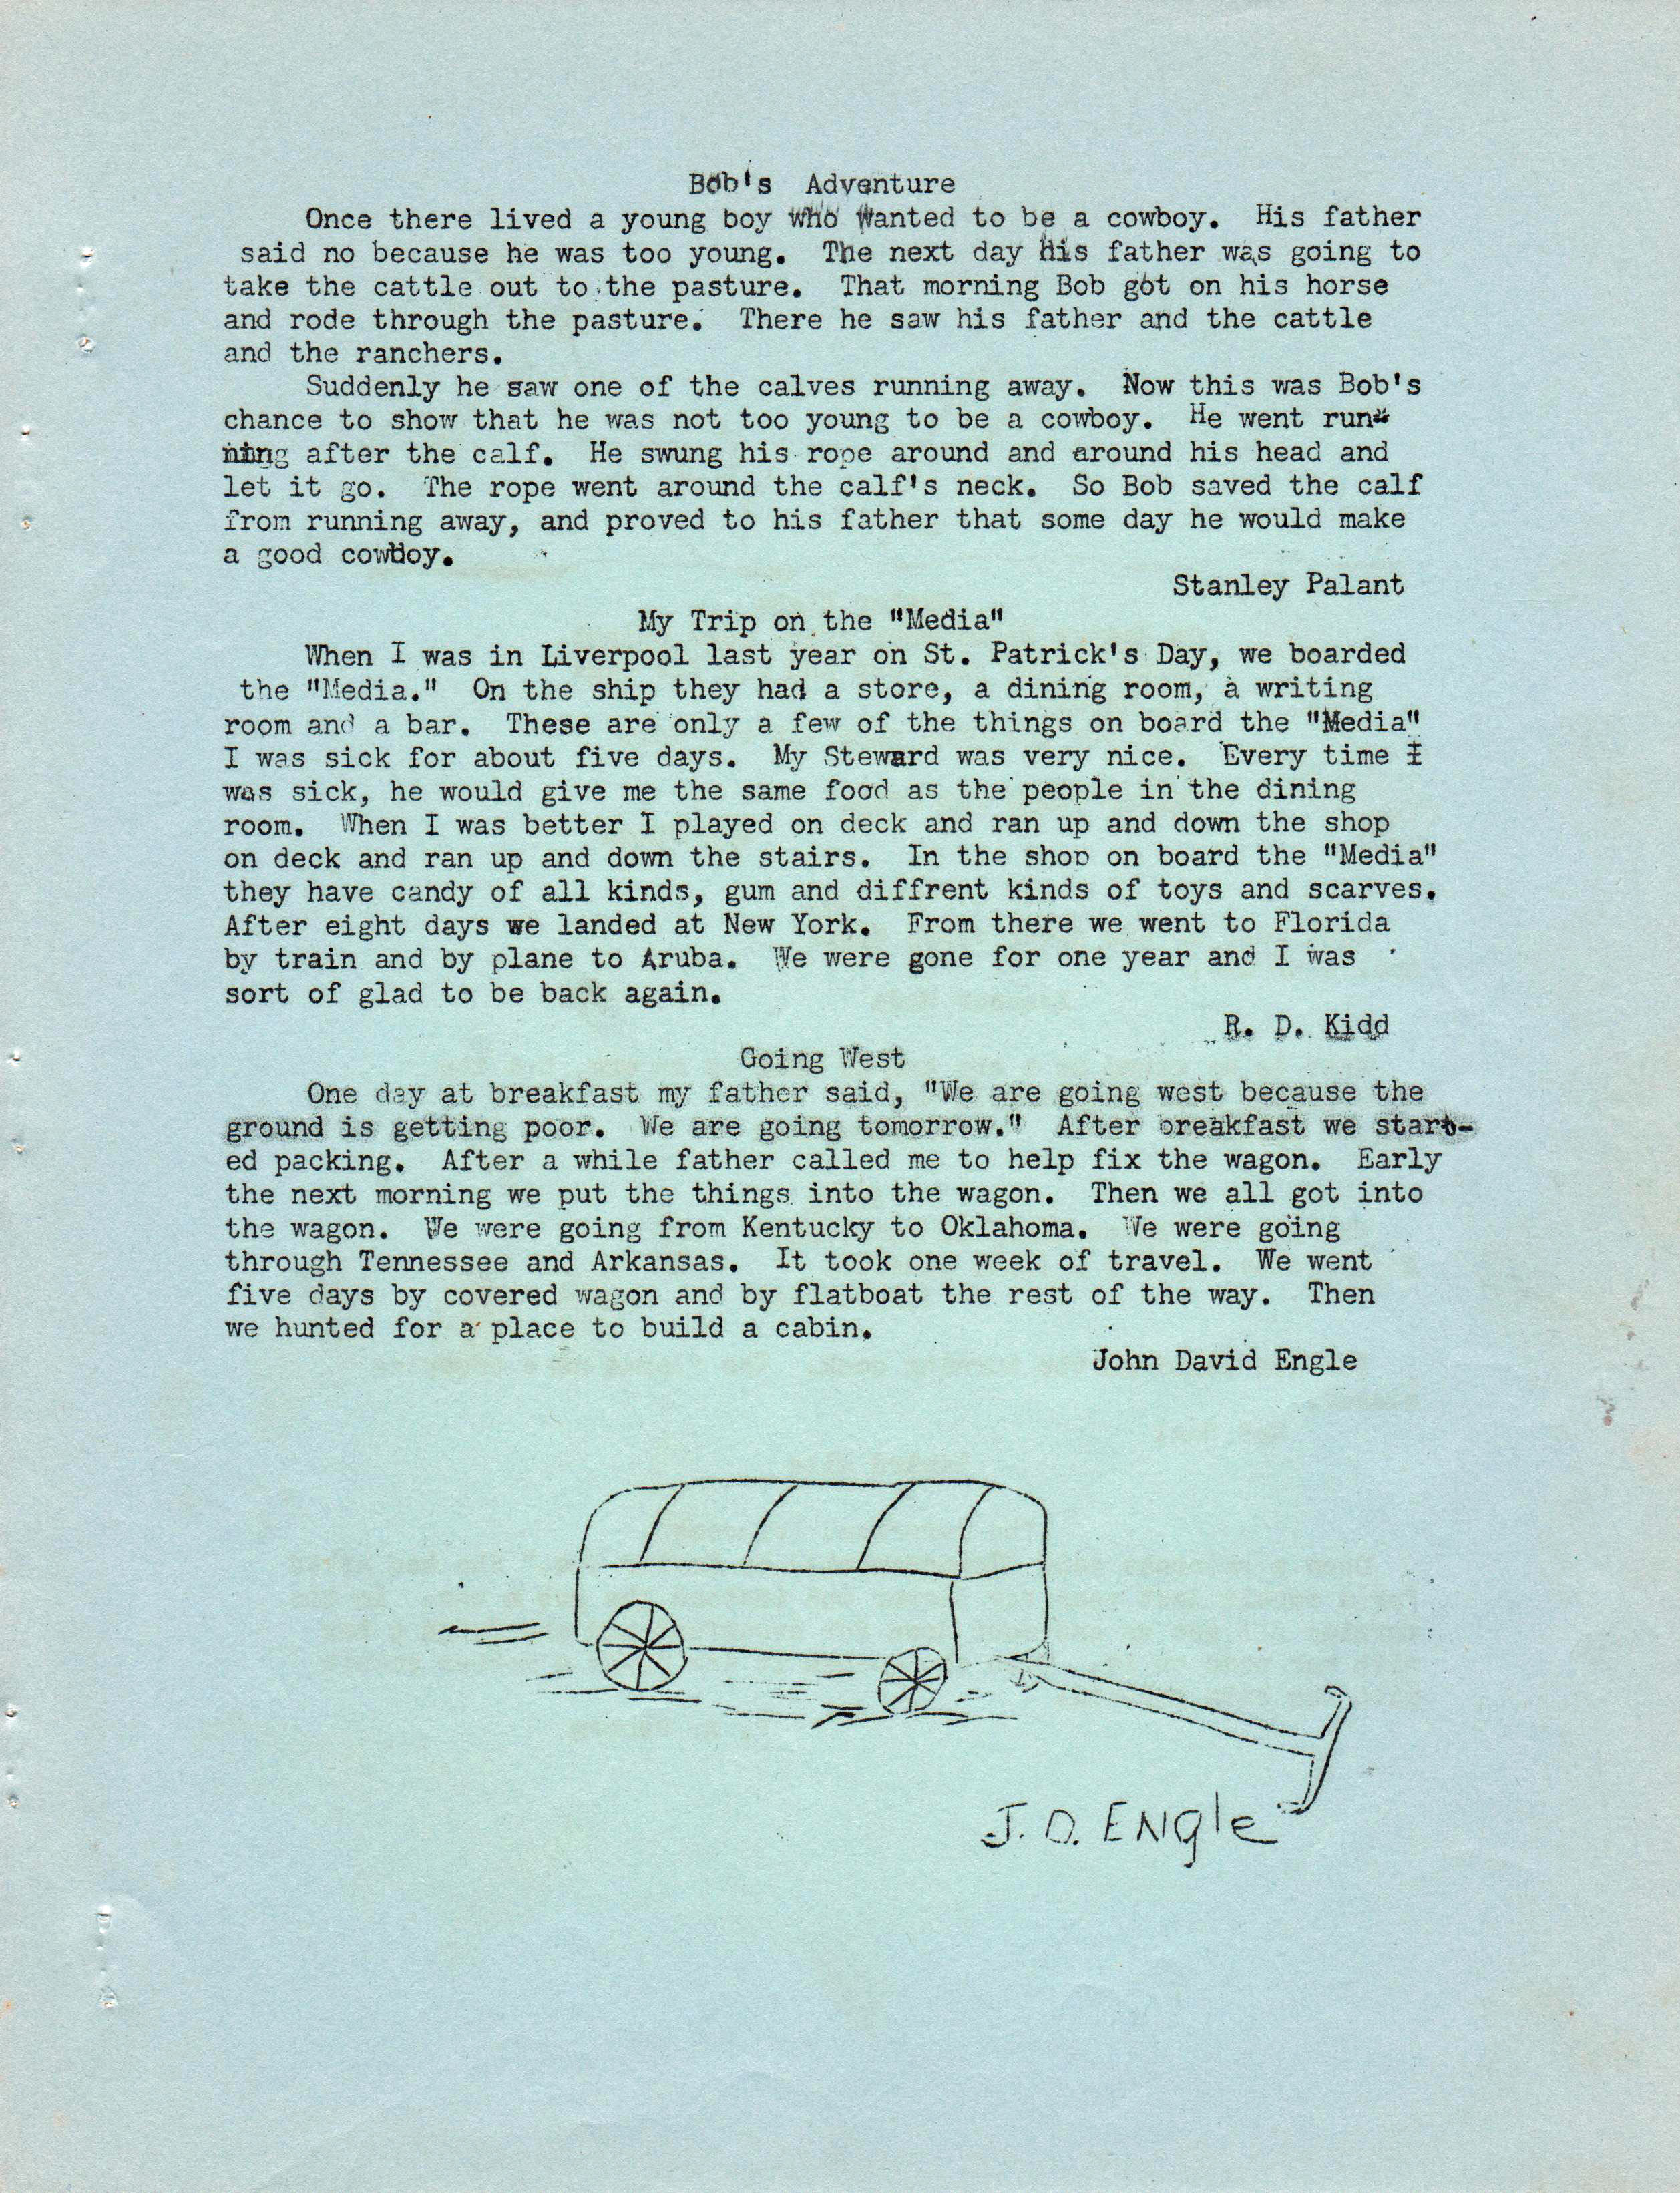 Bob's Adventure
Once there lived a young boy who wanted to be a cowboy. His father
said no because he was too young. The next day his father was going to
take the cattle out to the pasture. That morning Bob got on his horse
and rode through the pasture. There he saw his father and the cattle
and the ranchers.
Suddenly he saw one of the calves running away. Now this was Bob's
chance to show that he was not too young to be a cowboy. He went run-
ning after the calf. He swung his rope around and around his head and
let it go. The rope went around the calf's neck. So Bob saved the calf
from running away, and proved to his father that some day he would make
a good cowboy.
Stanley Palant
My Trip on the "Media"
When I was in Liverpool last year on St. Patrick's Day, we boarded
the "Media." On the ship they had a store, a dining room, a writing
room and a bar. These are only a few of the things on board the "Media"
I was sick for about five days. My Steward was very nice. Every time I
was sick, he would give me the same food as the people in the dining
room. When I was better I played on deck and ran up and down the shop
on deck and ran up and down the stairs. In the shop on board the "Media"
they have candy of all kinds, gum and diffrent kinds of toys and scarves.
After eight days we landed at New York. From there we went to Florida
by train and by plane to Aruba. We were gone for one year and I was
sort of glad to be back again.
R. D. Kidd
Going West
One day at breakfast my father said, "We are going west because the
ground is getting poor. We are going tomorrow." After breakfast we start-
ed packing. After a while father called me to help fix the wagon. Early
the next morning we put the things into the wagon. Then we all got into
the wagon. We were going from Kentucky to Oklahoma. We were going
through Tennessee and Arkansas. It took one week of travel. We went
five days by covered wagon and by flatboat the rest of the way. Then
we hunted for a place to build a cabin.
John David Engle
J. D. ENgle